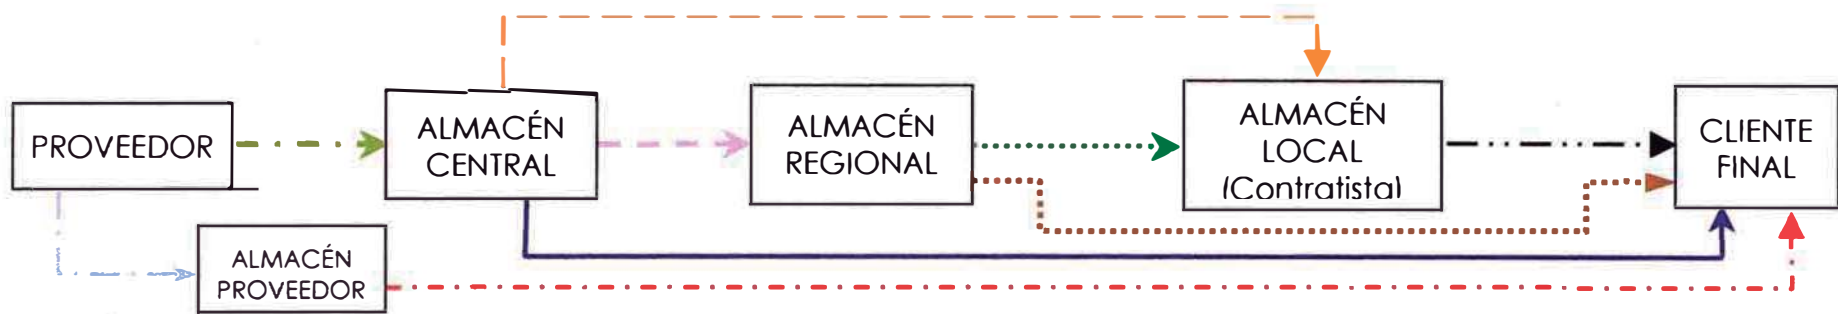 PROVEEDOR
ALMACÉN
CENTRAL
ALMACÉN
REGIONAL
ALMACÉN
LOCAL
(Contratista)
CLIENTE
FINAL
ALMACÉN
PROVEEDOR